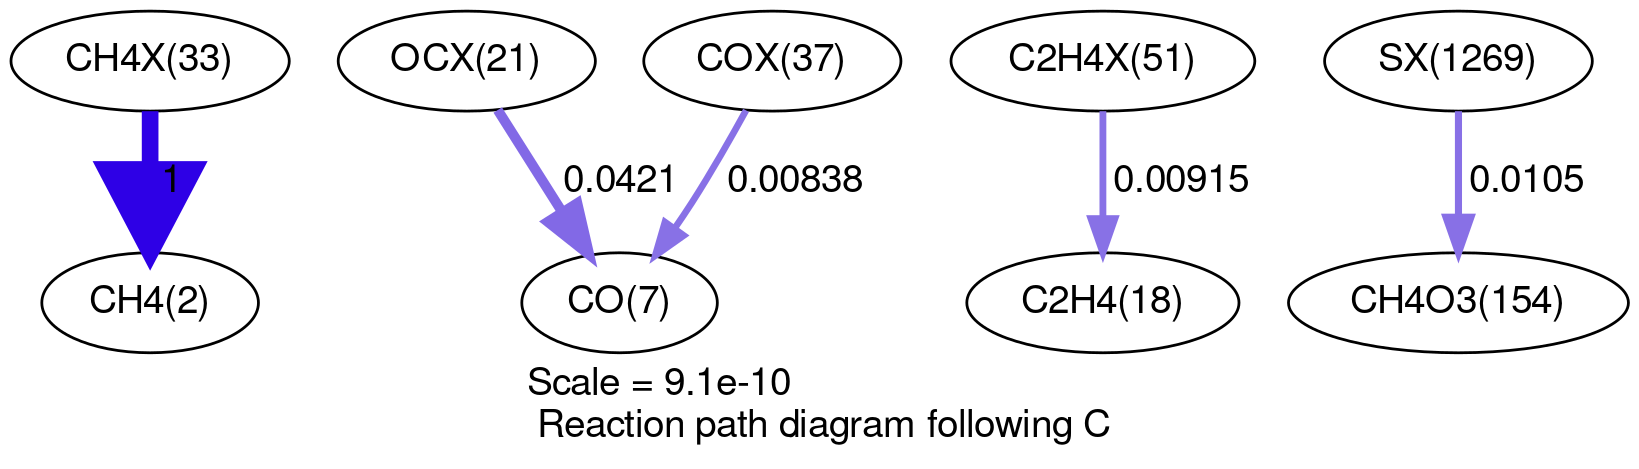 CH4X(33)
OCX(21)
COX(37)
C2H4X(51)
SX(1269)
1
0.0421
0.00838
0.00915
0.0105
CH4(2)
CO(7)
C2H4(18)
CH4O3(154)
Scale = 9.1e-10
Reaction path diagram following C